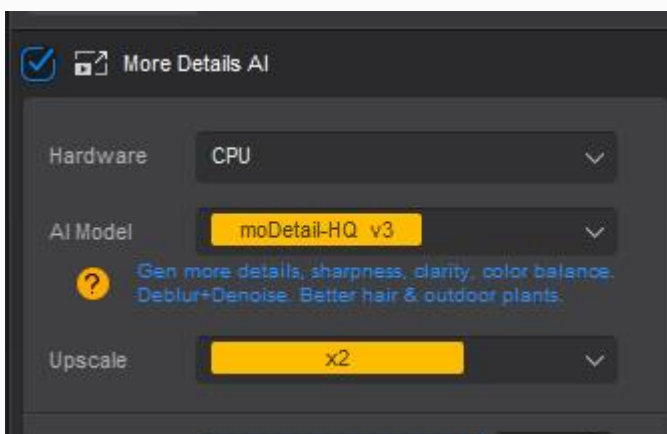 More Details AI
Hardware CPU
AI Model moDetail-HQ v3
? Gen more details, sharpness, clarity, color balance.
Deblur+Denoise. Better hair & outdoor plants.
Upscale x2